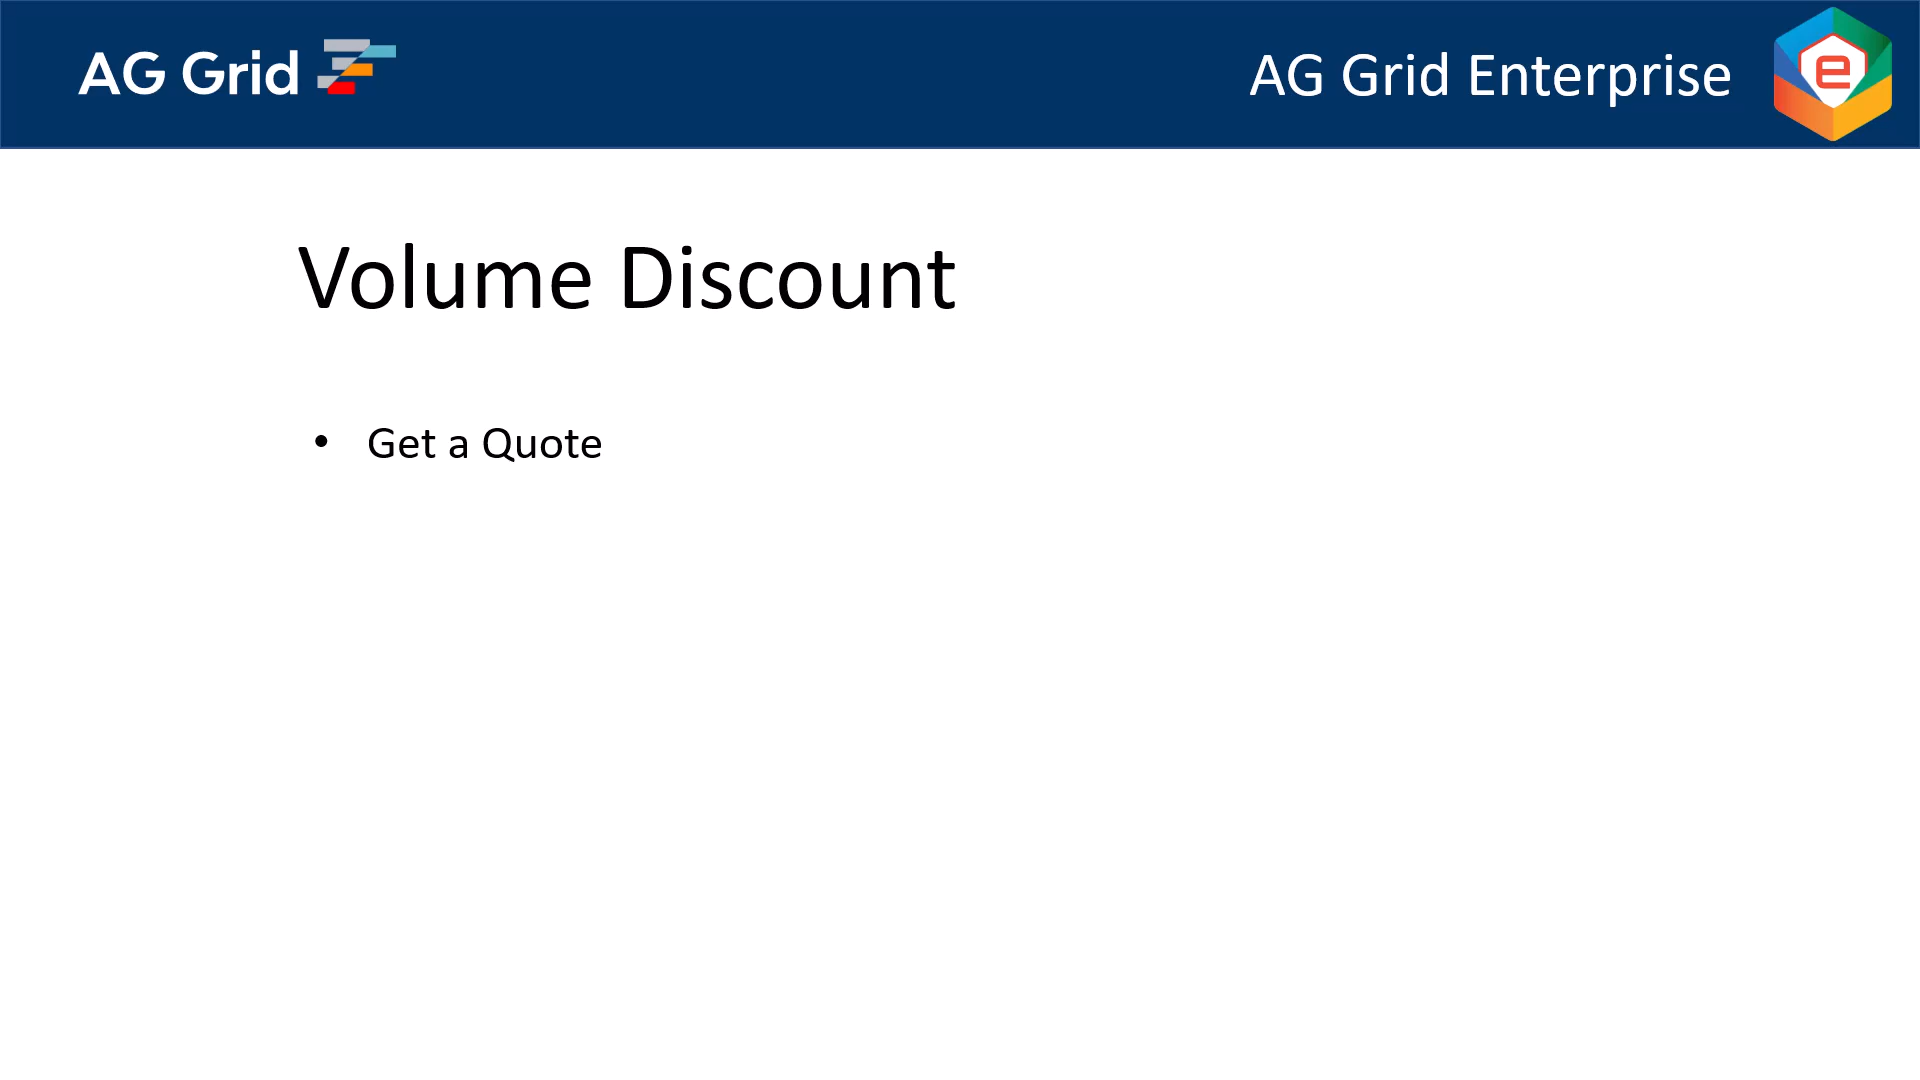 AG Grid
AG Grid Enterprise
e
Volume Discount
• Get a Quote